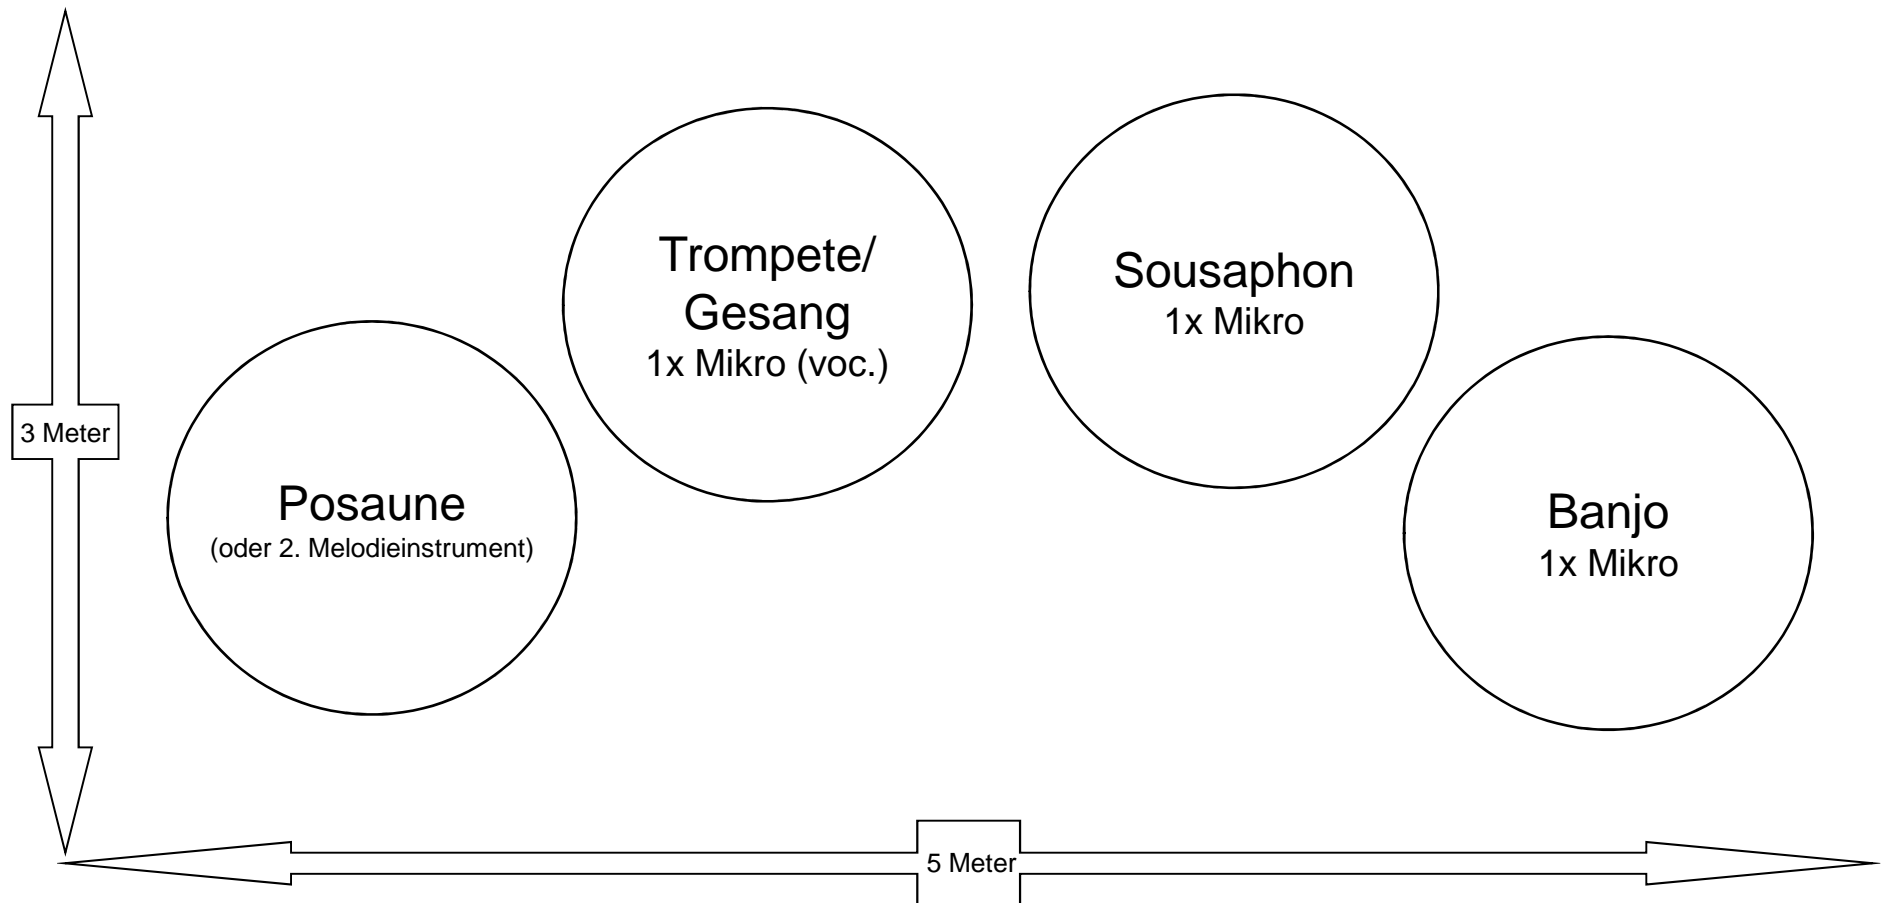 Trompete/
Gesang
1x Mikro (voc.)
Sousaphon
1x Mikro
3 Meter
Posaune
(oder 2. Melodieinstrument)
Banjo
1x Mikro
5 Meter